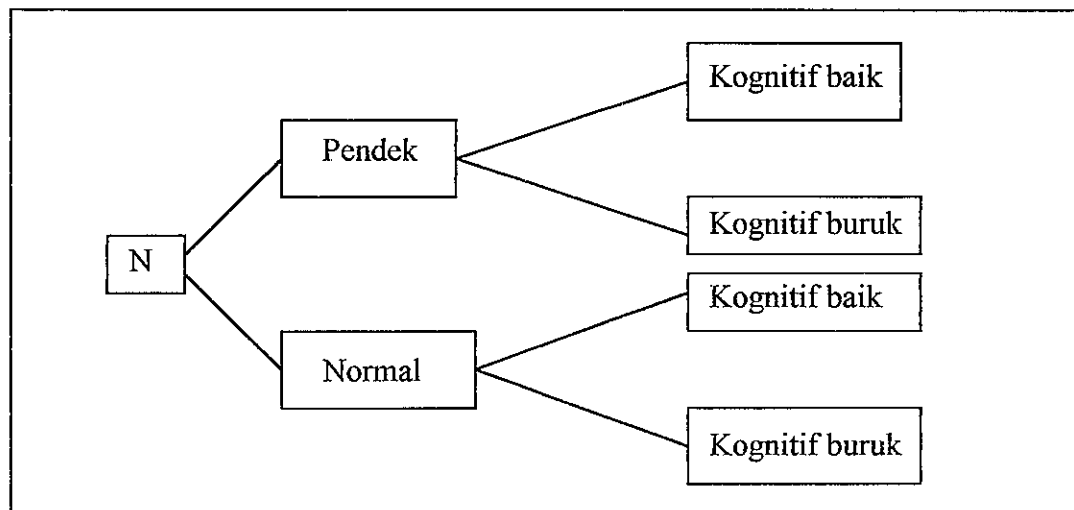 Kognitif baik
Pendek
Kognitif buruk
N
Kognitif baik
Normal
Kognitif buruk